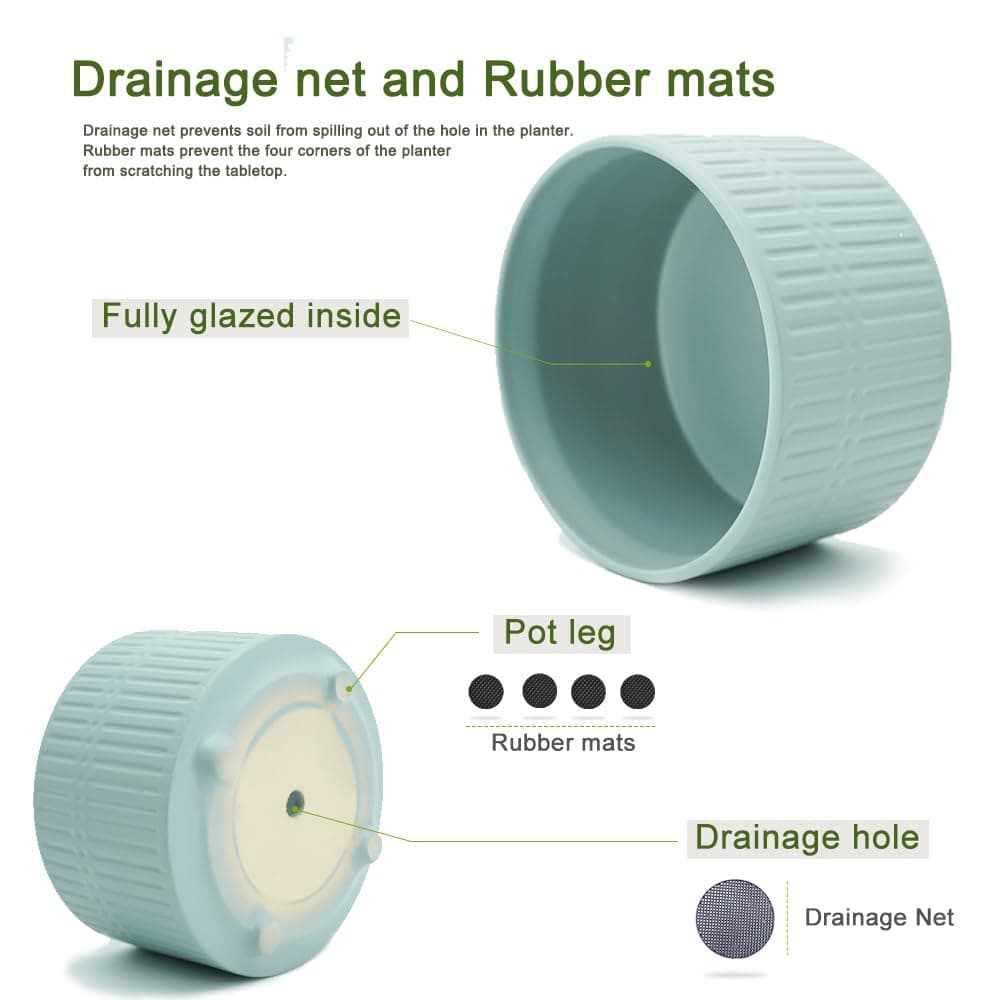 Drainage net and Rubber mats
Drainage net prevents soil from spilling out of the hole in the planter.
Rubber mats prevent the four corners of the planter
from scratching the tabletop.
Fully glazed inside
Pot leg
Rubber mats
Drainage hole
Drainage Net